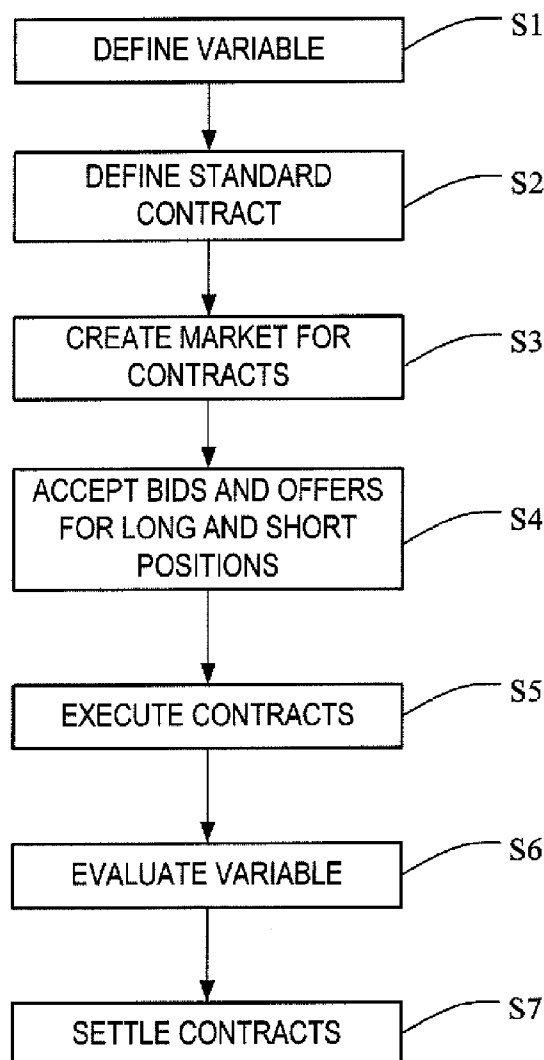 DEFINE VARIABLE
S1
DEFINE STANDARD
CONTRACT
S2
CREATE MARKET FOR
CONTRACTS
S3
ACCEPT BIDS AND OFFERS
FOR LONG AND SHORT
POSITIONS
S4
EXECUTE CONTRACTS
S5
EVALUATE VARIABLE
S6
SETTLE CONTRACTS
S7